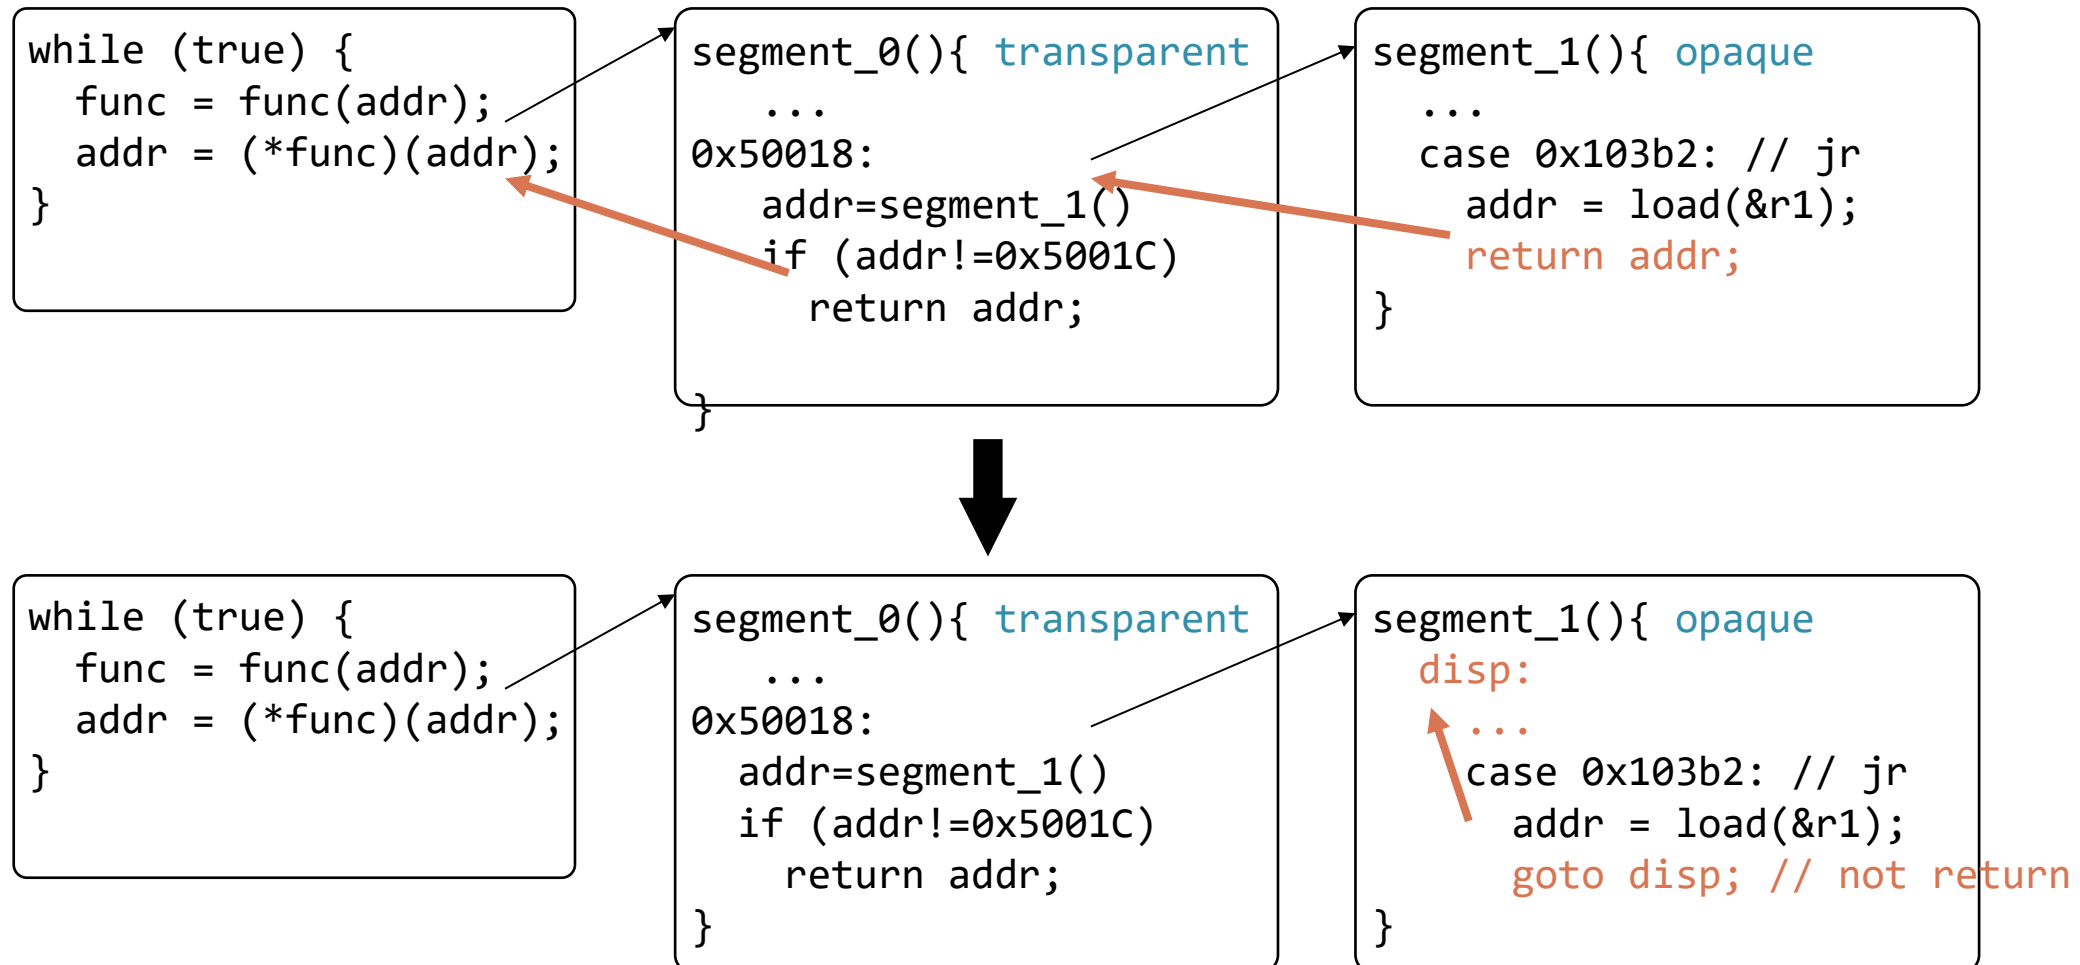 while (true) {
  func = func(addr);
  addr = (*func)(addr);
}
segment_0(){ transparent
   ...
0x50018:
   addr=segment_1()
   if (addr!=0x5001C)
     return addr;
}
segment_1(){ opaque
  ...
  case 0x103b2: // jr
    addr = load(&r1);
    return addr;
}
while (true) {
  func = func(addr);
  addr = (*func)(addr);
}
segment_0(){ transparent
   ...
0x50018:
  addr=segment_1()
  if (addr!=0x5001C)
    return addr;
}
segment_1(){ opaque
  disp:
    ...
    case 0x103b2: // jr
      addr = load(&r1);
      goto disp; // not return
}